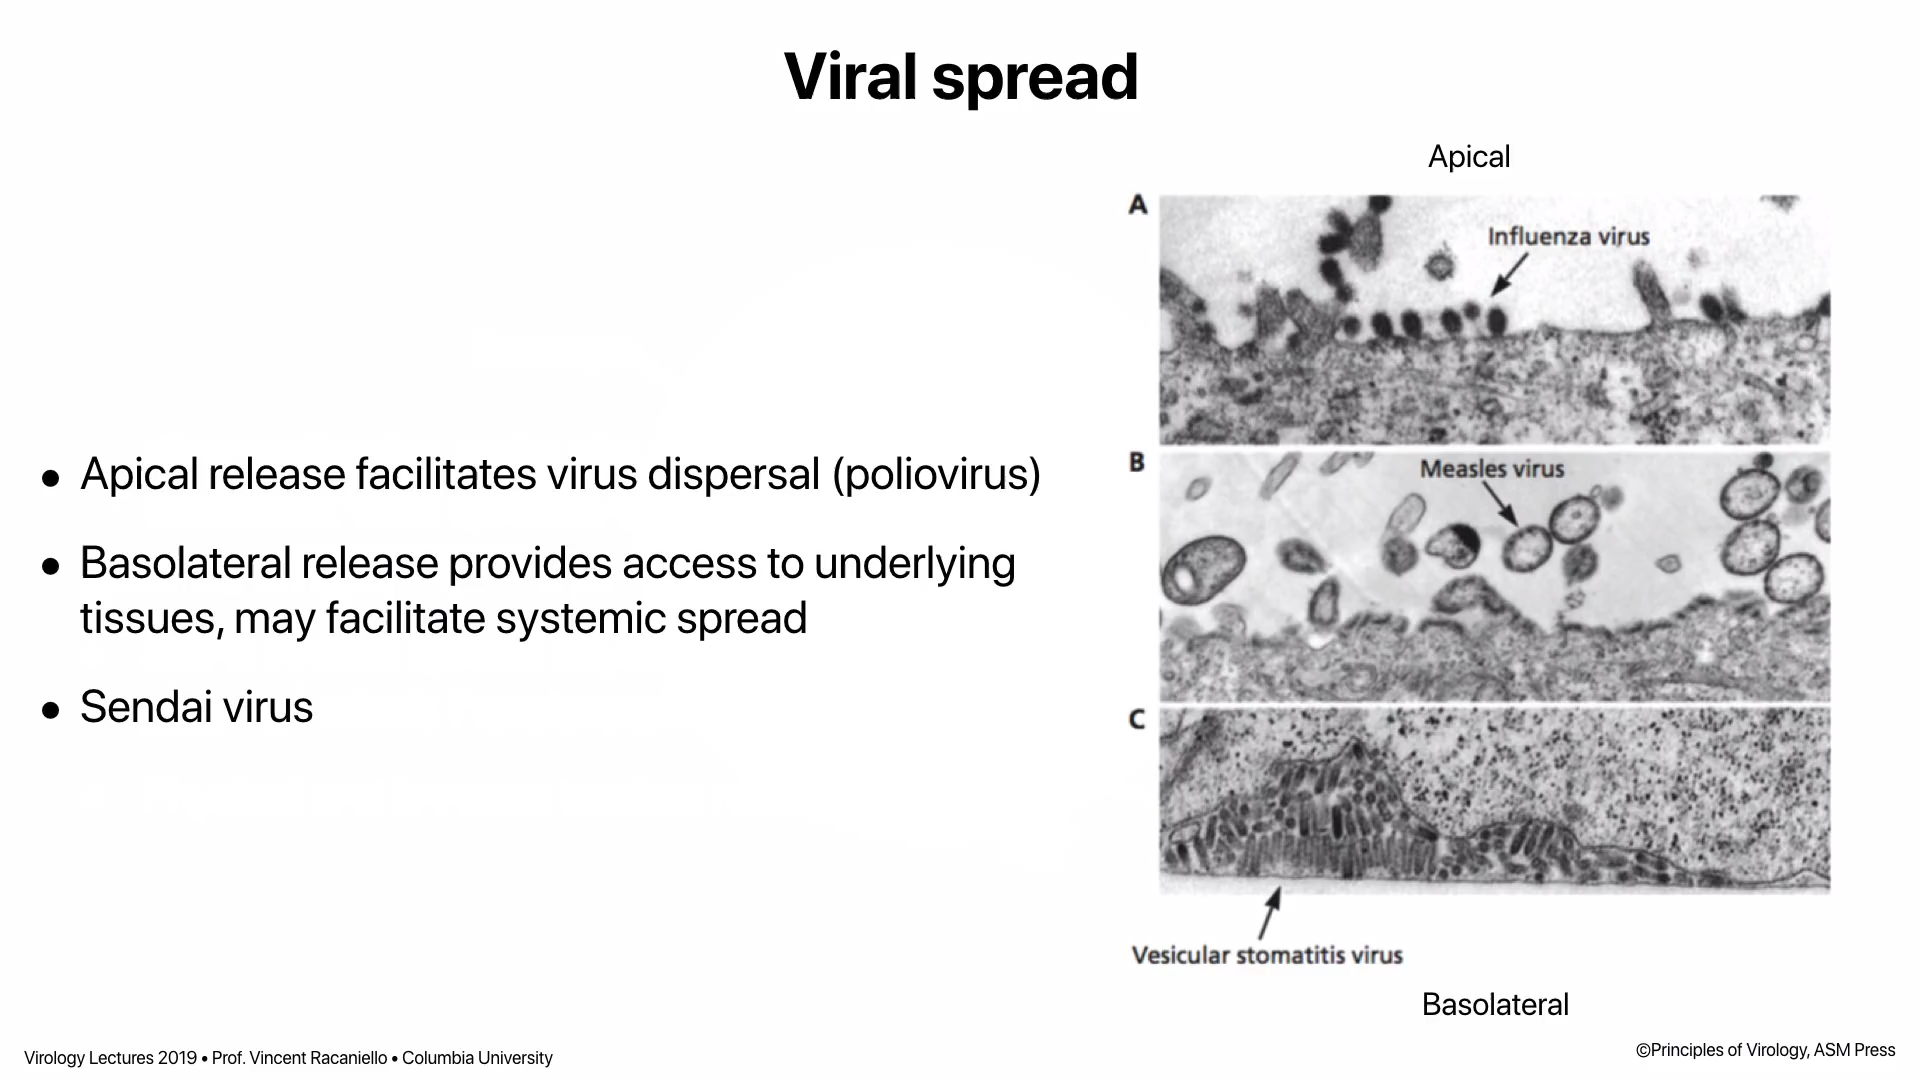 Viral spread
Apical
A
Influenza virus
B
Measles virus
C
Vesicular stomatitis virus
Basolateral
• Apical release facilitates virus dispersal (poliovirus)
• Basolateral release provides access to underlying
tissues, may facilitate systemic spread
• Sendai virus
Virology Lectures 2019 • Prof. Vincent Racaniello • Columbia University
©Principles of Virology, ASM Press